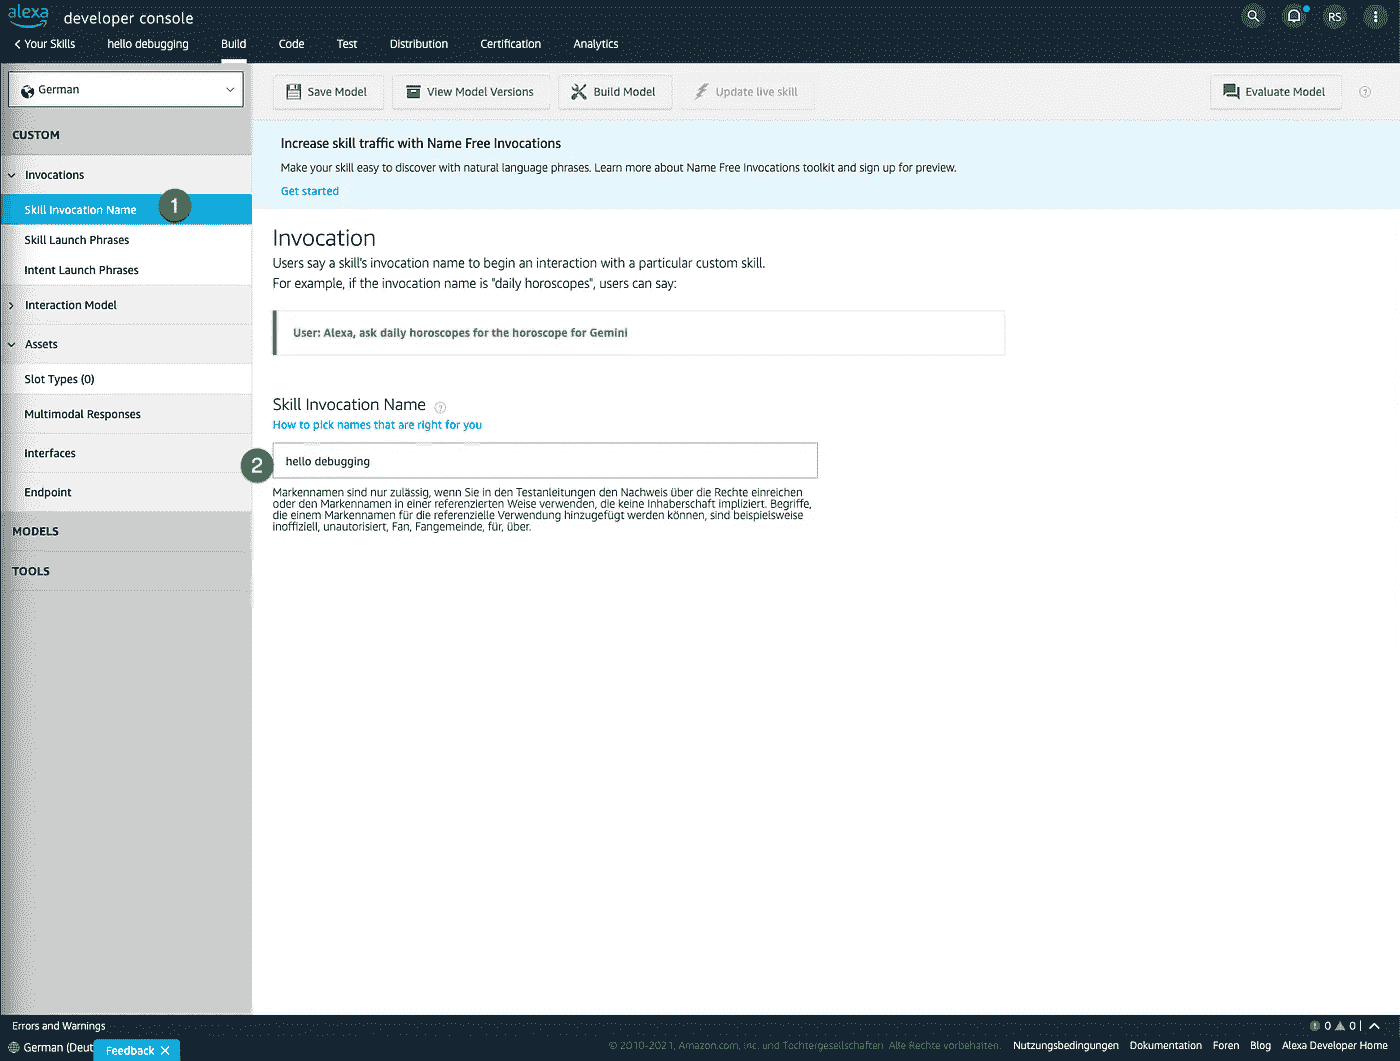 alexa developer console
RS
Your Skills hello debugging Build Code Test Distribution Certification Analytics
German
Save Model View Model Versions Build Model Update live skill Evaluate Model
CUSTOM
Invocations
Skill Invocation Name 1
Skill Launch Phrases
Intent Launch Phrases
Interaction Model
Assets
Slot Types (0)
Multimodal Responses
Interfaces
Endpoint
MODELS
TOOLS
Increase skill traffic with Name Free Invocations
Make your skill easy to discover with natural language phrases. Learn more about Name Free Invocations toolkit and sign up for preview.
Get started
Invocation
Users say a skill's invocation name to begin an interaction with a particular custom skill.
For example, if the invocation name is "daily horoscopes", users can say:
User: Alexa, ask daily horoscopes for the horoscope for Gemini
Skill Invocation Name ?
How to pick names that are right for you
2 hello debugging
Markennamen sind nur zulässig, wenn Sie in den Testanleitungen den Nachweis über die Rechte einreichen
oder den Markennamen in einer referenzierten Weise verwenden, die keine Inhaberschaft impliziert. Begriffe,
die einem Markennamen für die referenzielle Verwendung hinzugefügt werden können, sind beispielsweise
inoffiziell, unautorisiert, Fan, Fangemeinde, für, über.
Errors and Warnings 0 0
German (Deut Feedback
© 2010-2021, Amazon.com, Inc. und Tochtergesellschaften. Alle Rechte vorbehalten. Nutzungsbedingungen Dokumentation Foren Blog Alexa Developer Home